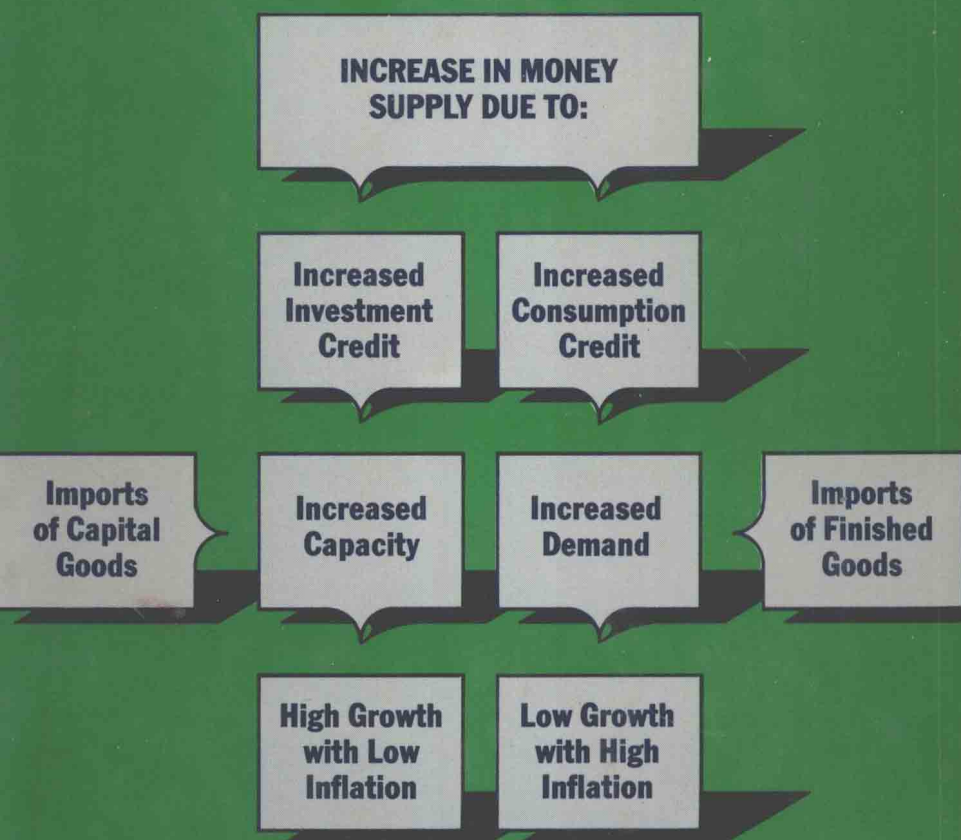 INCREASE IN MONEY
SUPPLY DUE TO:
Increased
Investment
Credit
Increased
Consumption
Credit
Imports
of Capital
Goods
Increased
Capacity
Increased
Demand
Imports
of Finished
Goods
High Growth
with Low
Inflation
Low Growth
with High
Inflation